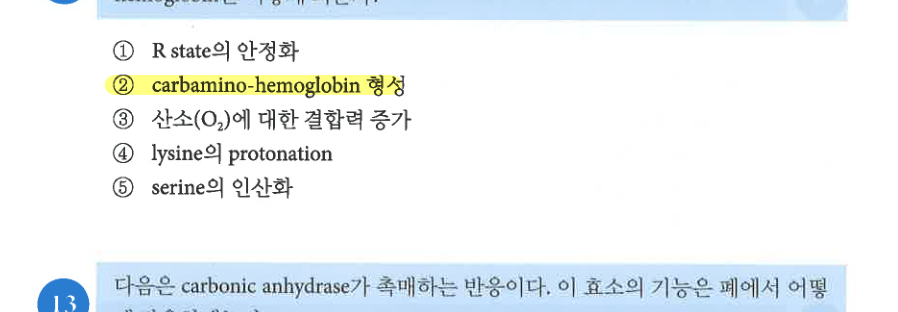 ① R state의 안정화
② carbamino-hemoglobin 형성
③ 산소(O₂)에 대한 결합력 증가
④ lysine의 protonation
⑤ serine의 인산화
13
다음은 carbonic anhydrase가 촉매하는 반응이다. 이 효소의 기능은 폐에서 어떻